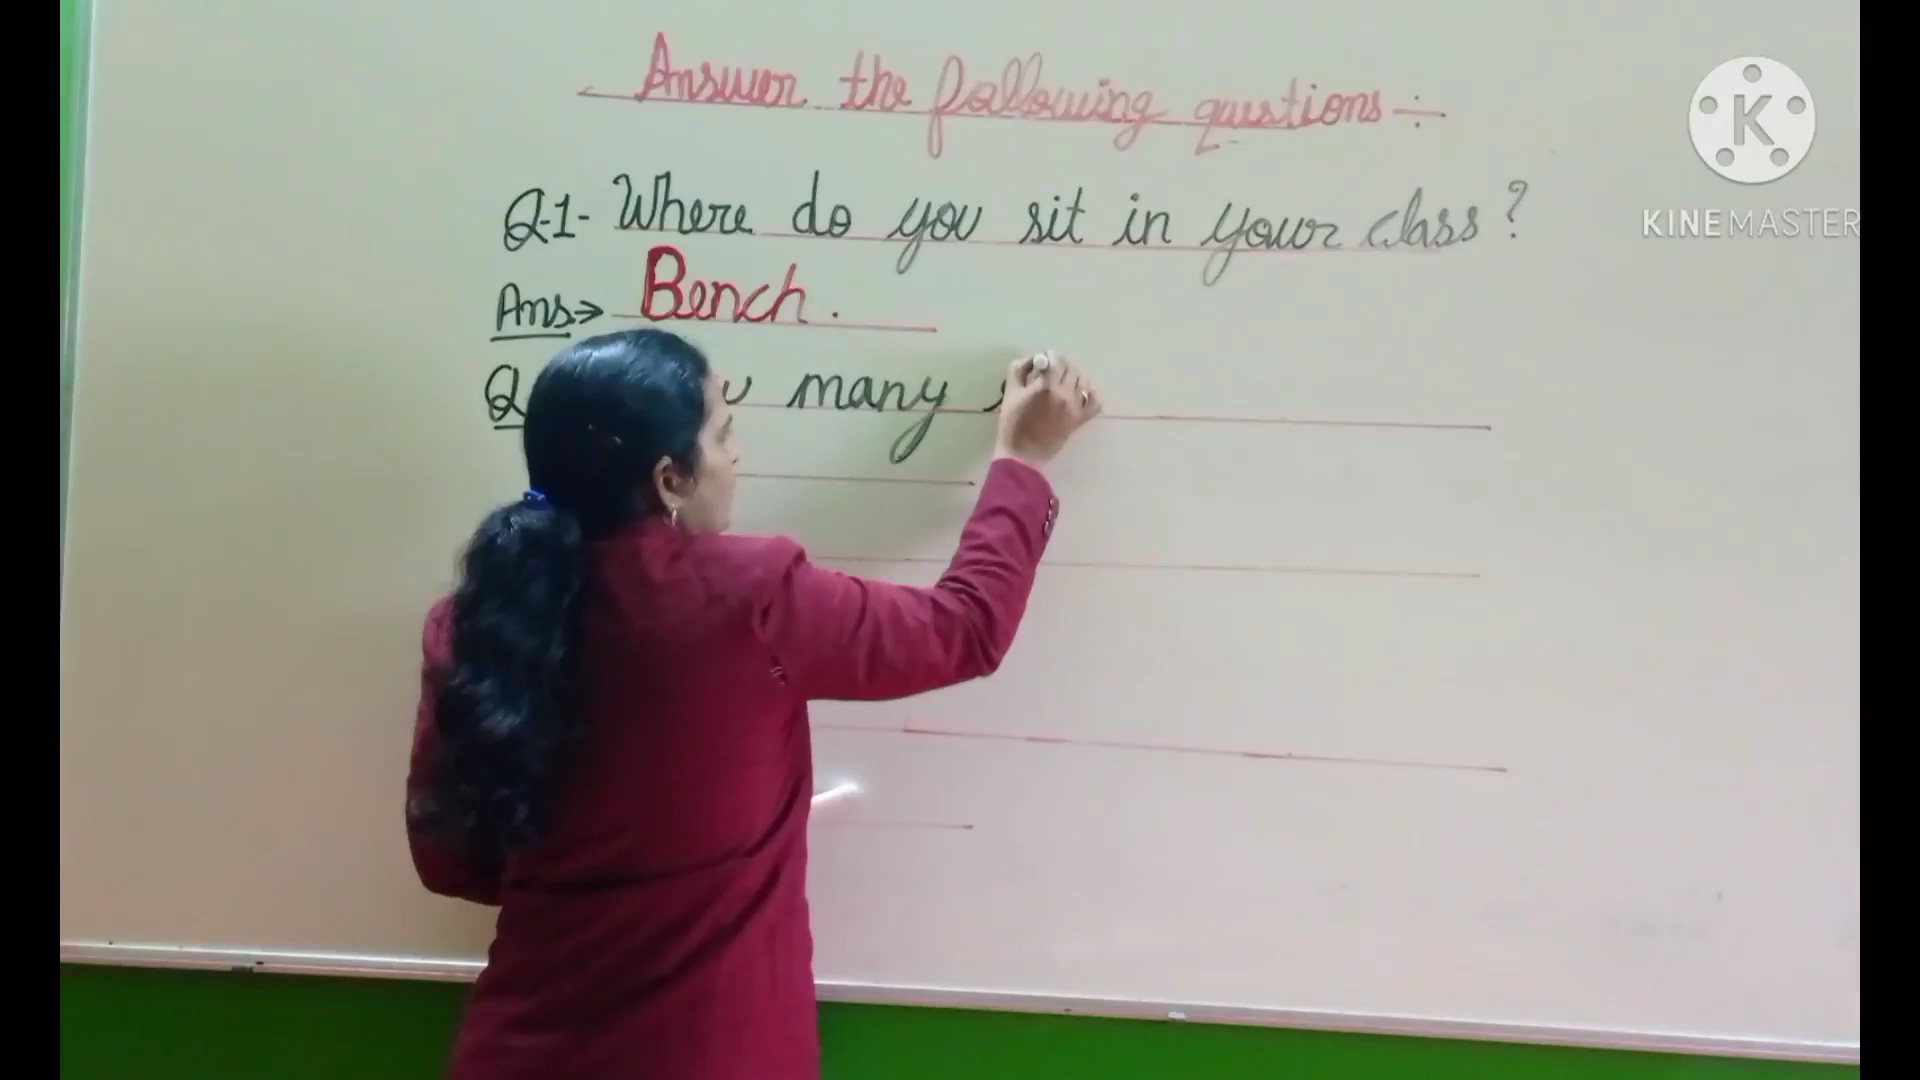 Answer the following questions :-
Q-1- Where do you sit in your class ?
Ans→ Bench.
Q many
K
KINEMASTER